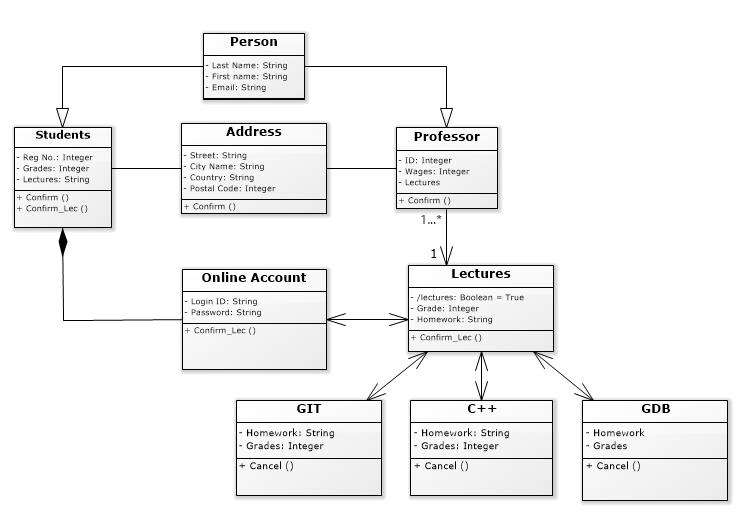 Person
- Last Name: String
- First name: String
- Email: String
Students
- Reg No.: Integer
- Grades: Integer
- Lectures: String
+ Confirm ()
+ Confirm_Lec ()
Address
- Street: String
- City Name: String
- Country: String
- Postal Code: Integer
+ Confirm ()
Professor
- ID: Integer
- Wages: Integer
- Lectures
+ Confirm ()
1...*
1
Online Account
- Login ID: String
- Password: String
+ Confirm_Lec ()
Lectures
- /lectures: Boolean = True
- Grade: Integer
- Homework: String
+ Confirm_Lec ()
GIT
- Homework: String
- Grades: Integer
+ Cancel ()
C++
- Homework: String
- Grades: Integer
+ Cancel ()
GDB
- Homework
- Grades
+ Cancel ()